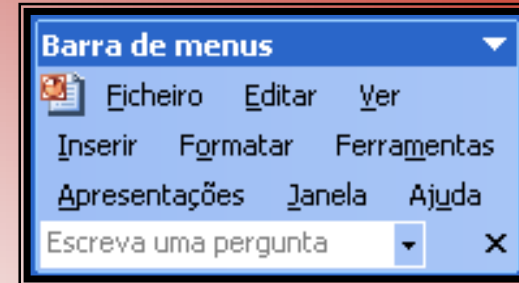 Barra de menus
Ficheiro Editar Ver
Inserir Formatar Ferramentas
Apresentações Janela Ajuda
Escreva uma pergunta